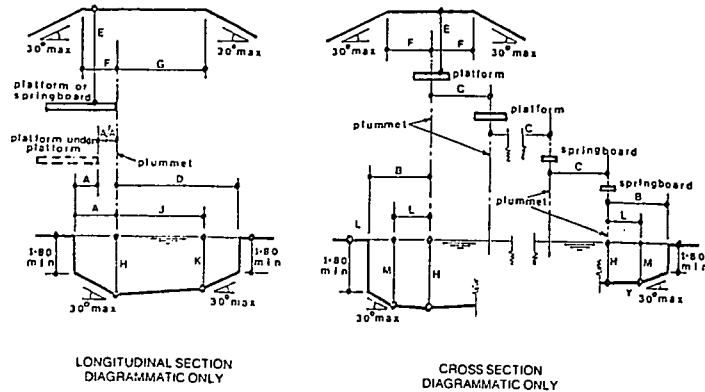 E
30°max
30°max
F
G
platform or
springboard
A/A
platform under
platform
plummet
A
D
A
J
1·80
min
H
K
1·80
min
30°max
30°max
LONGITUDINAL SECTION
DIAGRAMMATIC ONLY
E
30°max
30°max
F
F
platform
C
platform
C
plummet
springboard
C
B
springboard
plummet
B
L
L
L
1·80
min
M
H
H
M
1·80
min
Y
30°max
30°max
CROSS SECTION
DIAGRAMMATIC ONLY